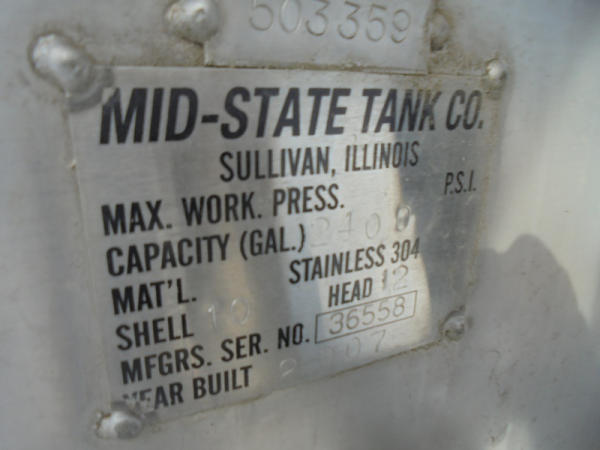 503359
MID-STATE TANK CO.
SULLIVAN, ILLINOIS
MAX. WORK. PRESS. P.S.I.
CAPACITY (GAL.)
MAT'L. STAINLESS 304
SHELL 10 HEAD 12
MFGRS. SER. NO. 36558
YEAR BUILT